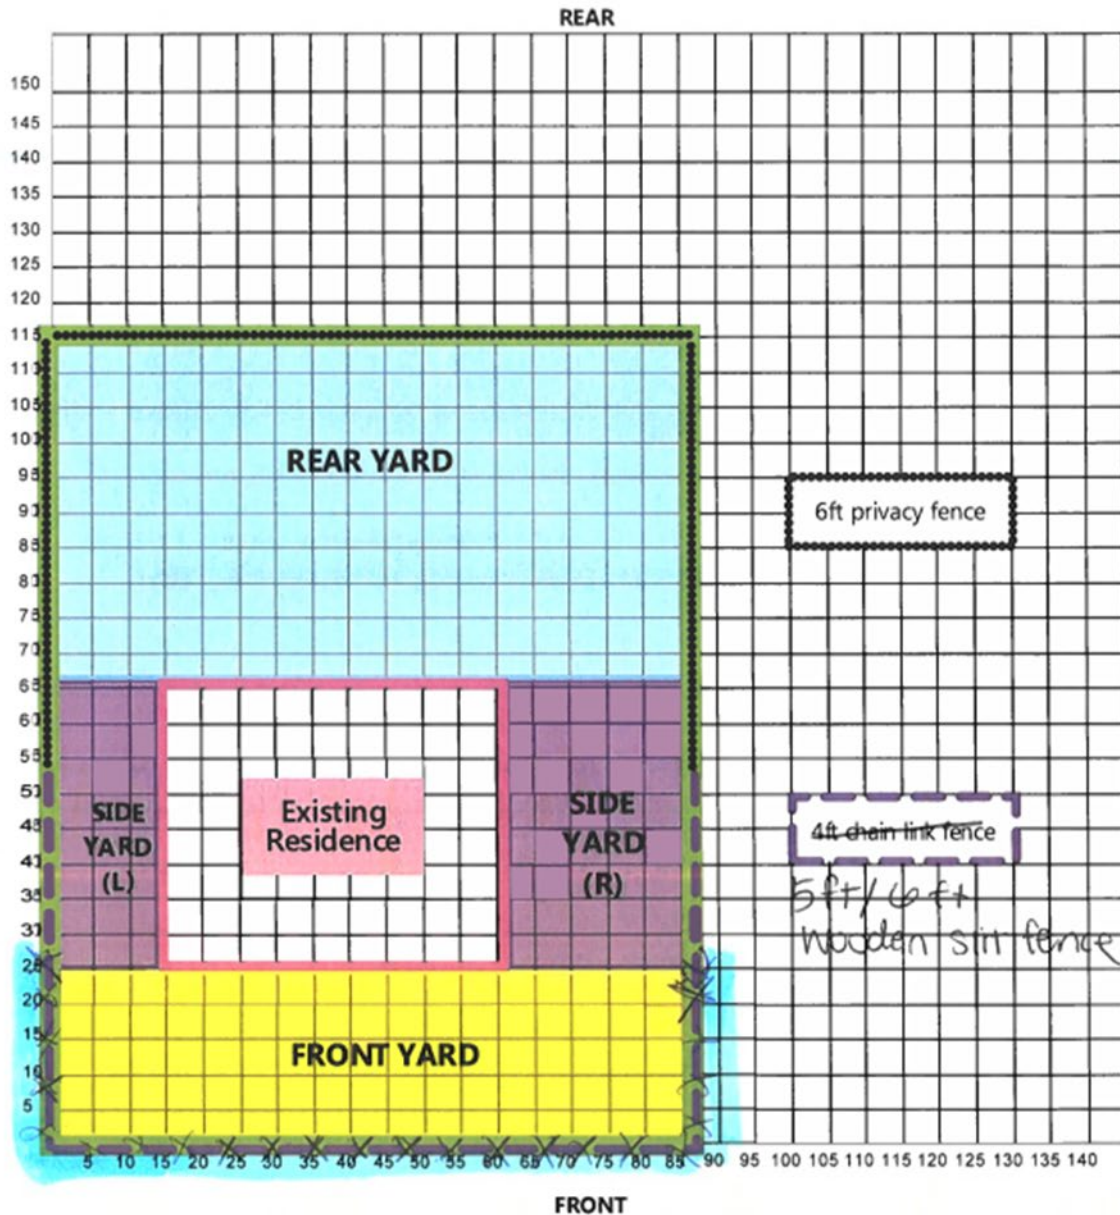 REAR
150
145
140
135
130
125
120
115
110
105
100
95
90
85
80
75
70
65
60
55
50
45
40
35
30
25
20
15
10
5
REAR YARD
6ft privacy fence
SIDE
YARD
(L)
Existing
Residence
SIDE
YARD
(R)
4ft chain link fence
5ft/6ft
wooden fence
FRONT YARD
5 10 15 20 25 30 35 40 45 50 55 60 65 70 75 80 85 90 95 100 105 110 115 120 125 130 135 140
FRONT